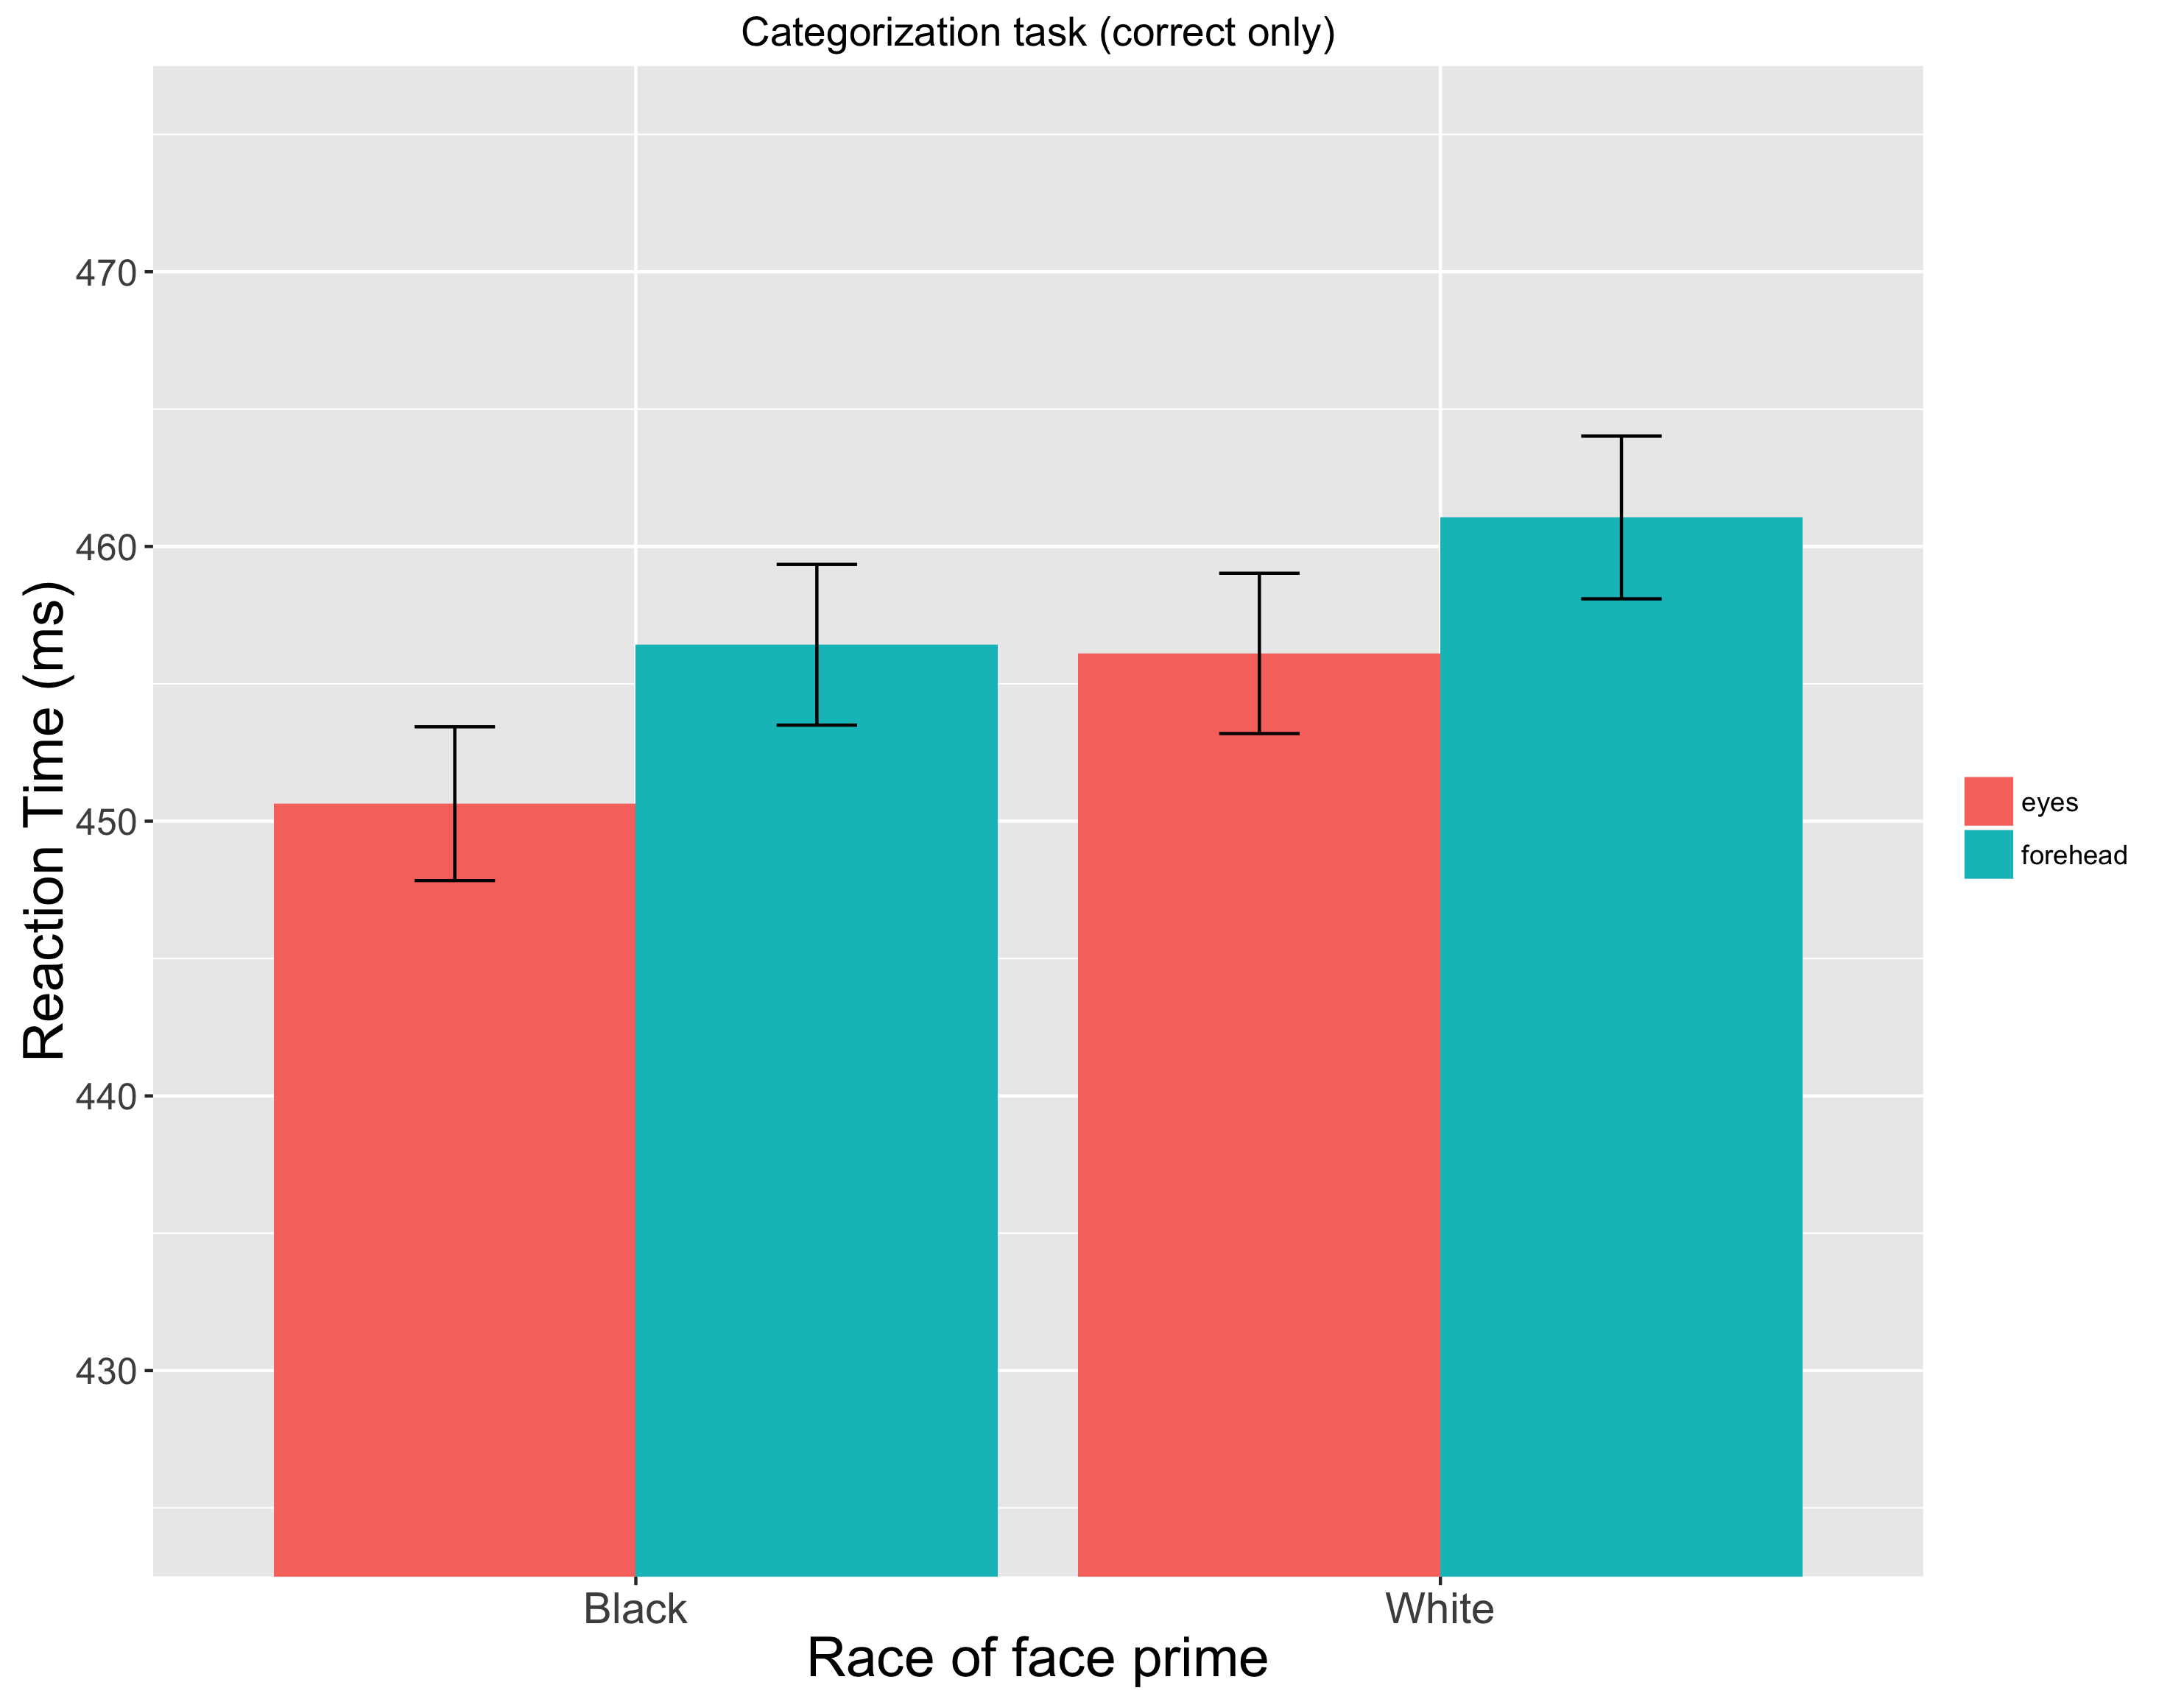 Categorization task (correct only)
Reaction Time (ms)
470
460
450
440
430
Black
White
Race of face prime
eyes
forehead